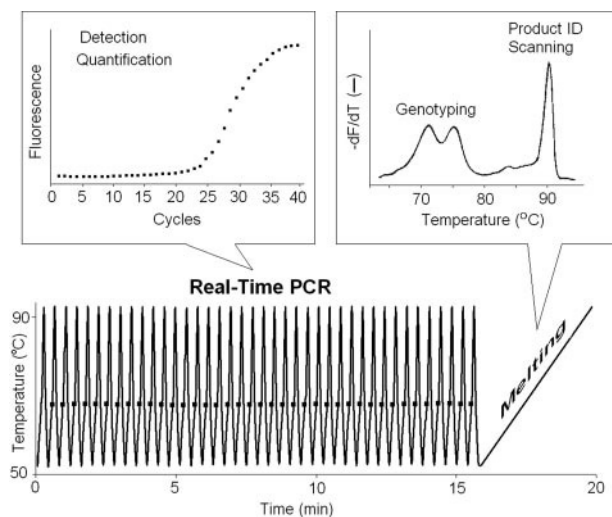 Detection
Quantification
Fluorescence
0 5 10 15 20 25 30 35 40
Cycles
Product ID
Scanning
Genotyping
-dF/dT (—)
70 80 90
Temperature (°C)
Real-Time PCR
90
Temperature (°C)
50
Melting
0 5 10 15 20
Time (min)